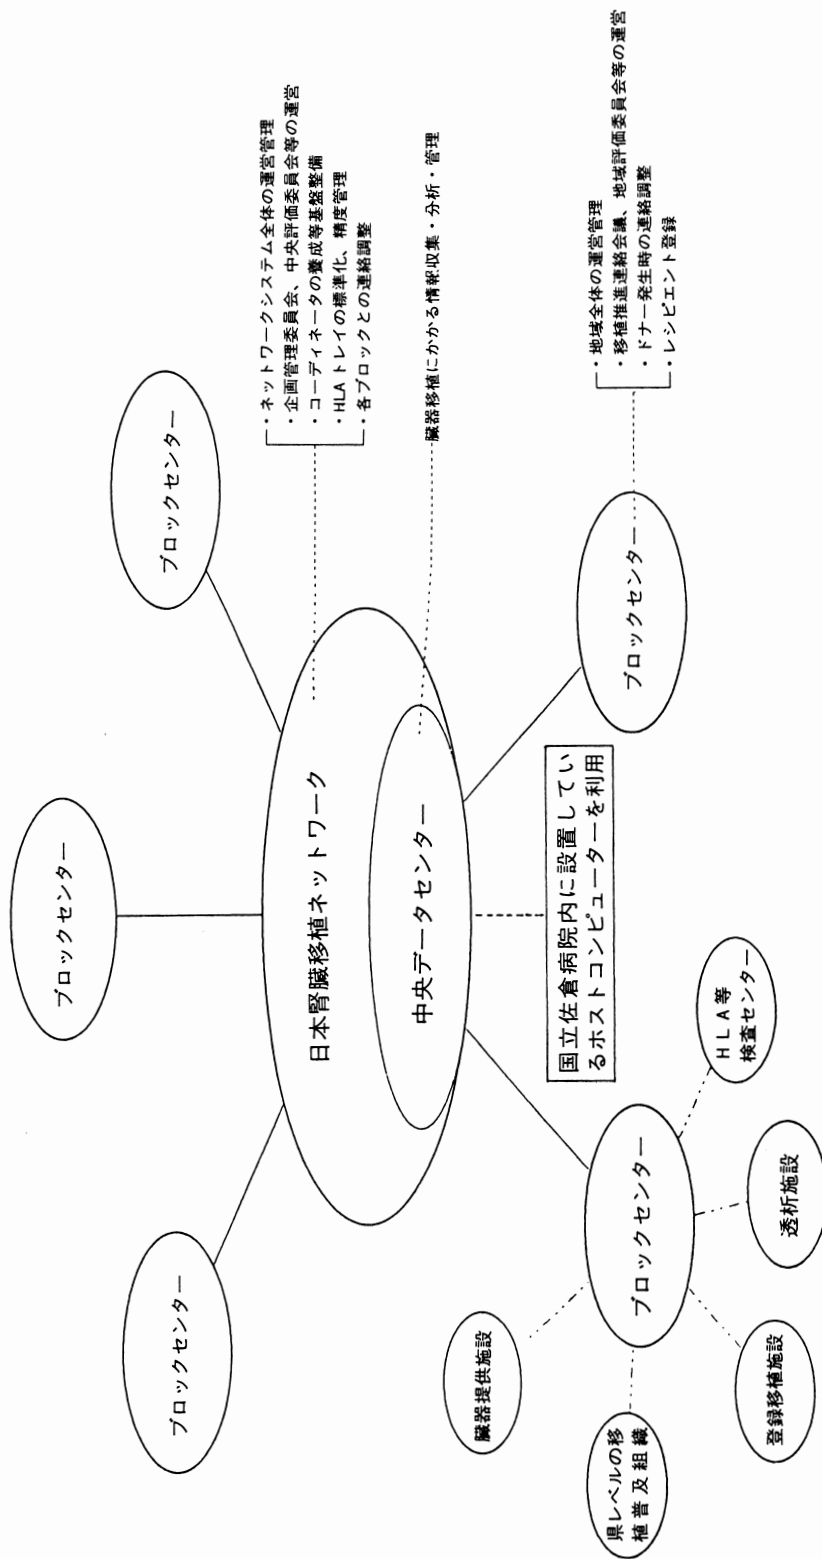 ブロックセンター
ブロックセンター
ブロックセンター
日本腎臓移植ネットワーク
・ネットワークシステム全体の運営管理
・企画管理委員会、中央評価委員会等の運営
・コーディネータの養成等基盤整備
・HLAトレイの標準化、精度管理
・各ブロックとの連絡調整
中央データセンター
臓器移植にかかる情報収集・分析・管理
国立佐倉病院内に設置してい
るホストコンピューターを利用
ブロックセンター
・地域全体の運営管理
・移植推進連絡会議、地域評価委員会等の運営
・ドナー発生時の連絡調整
・レシピエント登録
臓器提供施設
ブロックセンター
HLA等
検査センター
県レベルの移
植普及組織
登録移植施設
透析施設